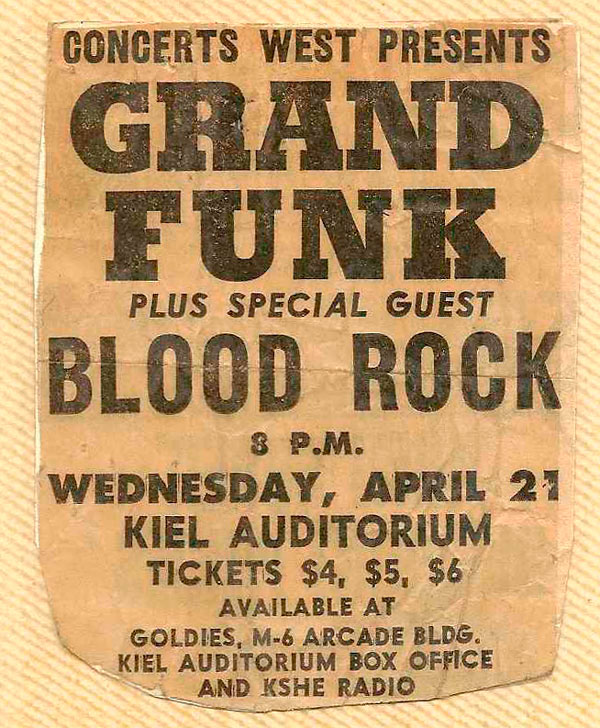 CONCERTS WEST PRESENTS
GRAND
FUNK
PLUS SPECIAL GUEST
BLOOD ROCK
8 P.M.
WEDNESDAY, APRIL 21
KIEL AUDITORIUM
TICKETS $4, $5, $6
AVAILABLE AT
GOLDIES, M-6 ARCADE BLDG.
KIEL AUDITORIUM BOX OFFICE
AND KSHE RADIO